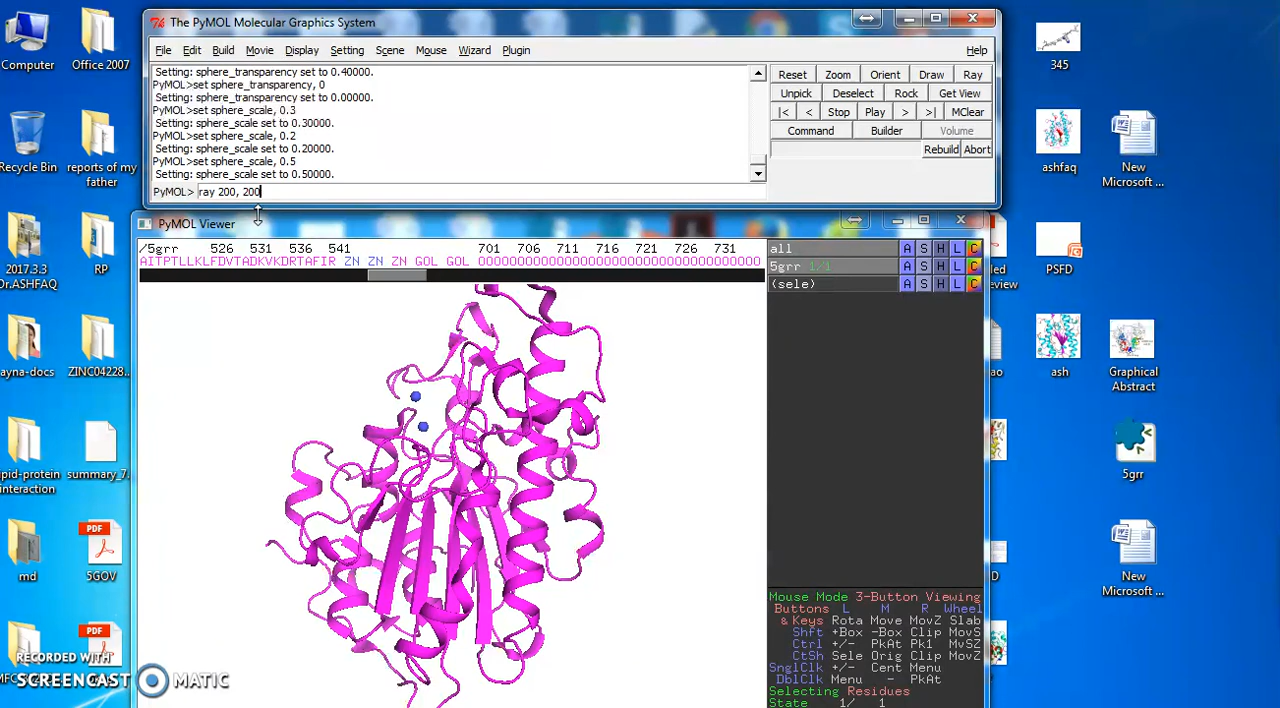 The PyMOL Molecular Graphics System
File Edit Build Movie Display Setting Scene Mouse Wizard Plugin Help
Setting: sphere_transparency set to 0.40000.
PyMOL>set sphere_transparency, 0
Setting: sphere_transparency set to 0.00000.
PyMOL>set sphere_scale, 0.3
Setting: sphere_scale set to 0.30000.
PyMOL>set sphere_scale, 0.2
Setting: sphere_scale set to 0.20000.
PyMOL>set sphere_scale, 0.5
Setting: sphere_scale set to 0.50000.
PyMOL> ray 200, 200
Reset Zoom Orient Draw Ray
Unpick Deselect Rock Get View
|< < Stop Play > >| MClear
Command Builder Volume
Rebuild Abort
PyMOL Viewer
/5grr 526 531 536 541 701 706 711 716 721 726 731
AITPTLLKLFDVTADKVKDRTAFIR ZN ZN ZN GOL GOL OOOOOOOOOOOOOOOOOOOOOOOOOOOOOOOOOOO
all A S H L C
5grr 1/1 A S H L C
(sele) A S H L C
Mouse Mode 3-Button Viewing
Buttons L M R Wheel
& Keys Rota Move MovZ Slab
Shft +Box -Box Clip MovS
Ctrl +/- PkAt Pk1 MvSZ
CtSh Sele Orig Clip MovZ
SnglClk +/- Cent Menu
DblClk Menu - PkAt
Selecting Residues
State 1/ 1
Computer
Office 2007
Recycle Bin
reports of my
father
2017.3.3
Dr.ASHFAQ
RP
ayna-docs
ZINC04228...
pid-protein
interaction
summary_7...
md
PDF
5GOV
PDF
345
ashfaq
New
Microsoft ...
PSFD
ash
Graphical
Abstract
5grr
New
Microsoft ...
RECORDED WITH
SCREENCAST MATIC